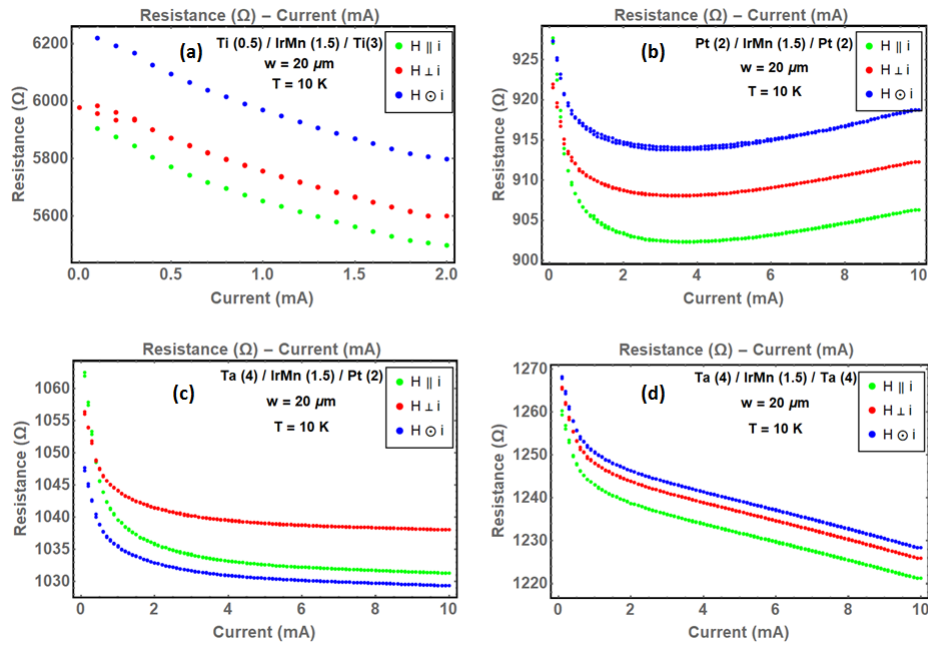 Resistance (Ω) – Current (mA)
(a)
Ti (0.5) / IrMn (1.5) / Ti(3)
w = 20 μm
T = 10 K
H || i
H ⊥ i
H ⊙ i
6200
6000
5800
5600
Resistance (Ω)
0.0 0.5 1.0 1.5 2.0
Current (mA)
Resistance (Ω) – Current (mA)
(b)
Pt (2) / IrMn (1.5) / Pt (2)
w = 20 μm
T = 10 K
H || i
H ⊥ i
H ⊙ i
925
920
915
910
905
900
Resistance (Ω)
0 2 4 6 8 10
Current (mA)
Resistance (Ω) – Current (mA)
(c)
Ta (4) / IrMn (1.5) / Pt (2)
w = 20 μm
T = 10 K
H || i
H ⊥ i
H ⊙ i
1060
1055
1050
1045
1040
1035
1030
Resistance (Ω)
0 2 4 6 8 10
Current (mA)
Resistance (Ω) – Current (mA)
(d)
Ta (4) / IrMn (1.5) / Ta (4)
w = 20 μm
T = 10 K
H || i
H ⊥ i
H ⊙ i
1270
1260
1250
1240
1230
1220
Resistance (Ω)
0 2 4 6 8 10
Current (mA)